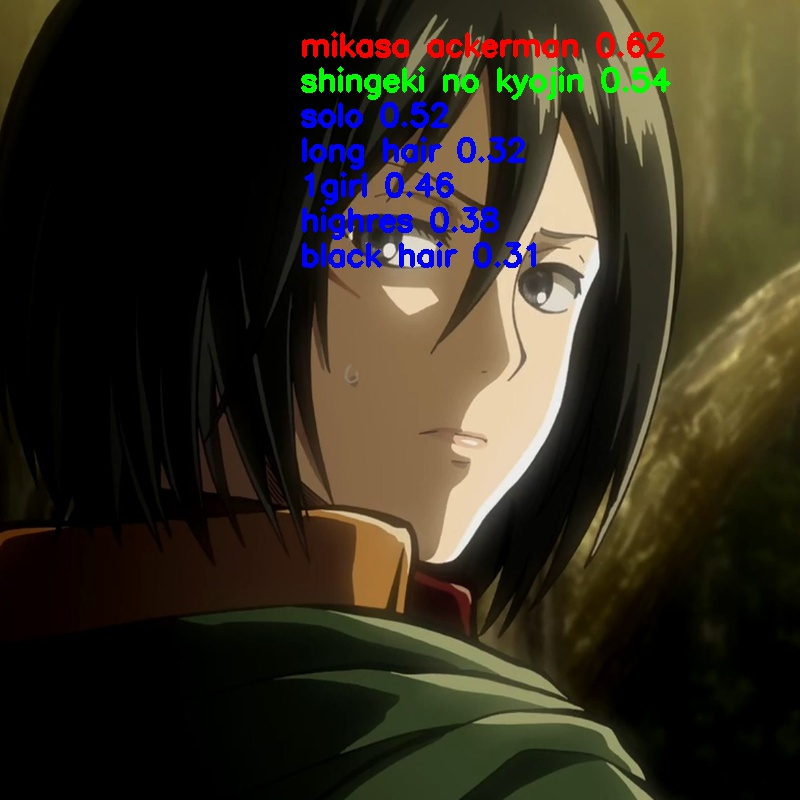 mikasa ackerman 0.62
shingeki no kyojin 0.54
solo 0.52
long hair 0.32
1girl 0.46
highres 0.38
black hair 0.31